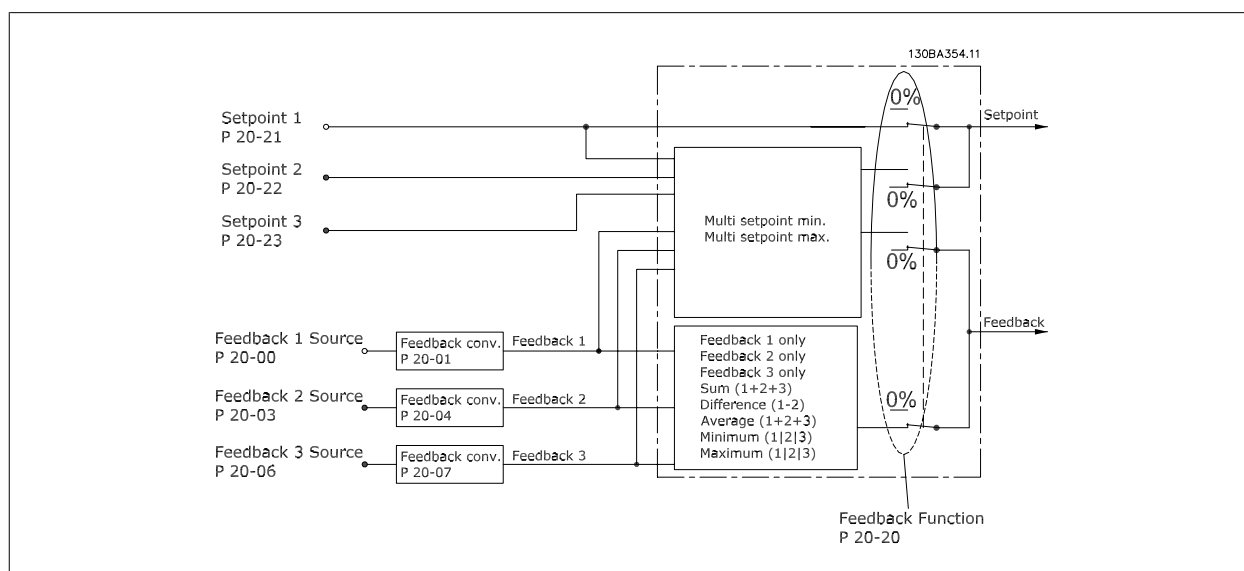 130BA354.11
Setpoint 1
P 20-21
Setpoint 2
P 20-22
Setpoint 3
P 20-23
0%
Setpoint
0%
Multi setpoint min.
Multi setpoint max.
0%
Feedback 1 Source
P 20-00
Feedback conv.
P 20-01
Feedback 1
Feedback 2 Source
P 20-03
Feedback conv.
P 20-04
Feedback 2
Feedback 3 Source
P 20-06
Feedback conv.
P 20-07
Feedback 3
Feedback 1 only
Feedback 2 only
Feedback 3 only
Sum (1+2+3)
Difference (1-2)
Average (1+2+3)
Minimum (1|2|3)
Maximum (1|2|3)
Feedback
0%
Feedback Function
P 20-20